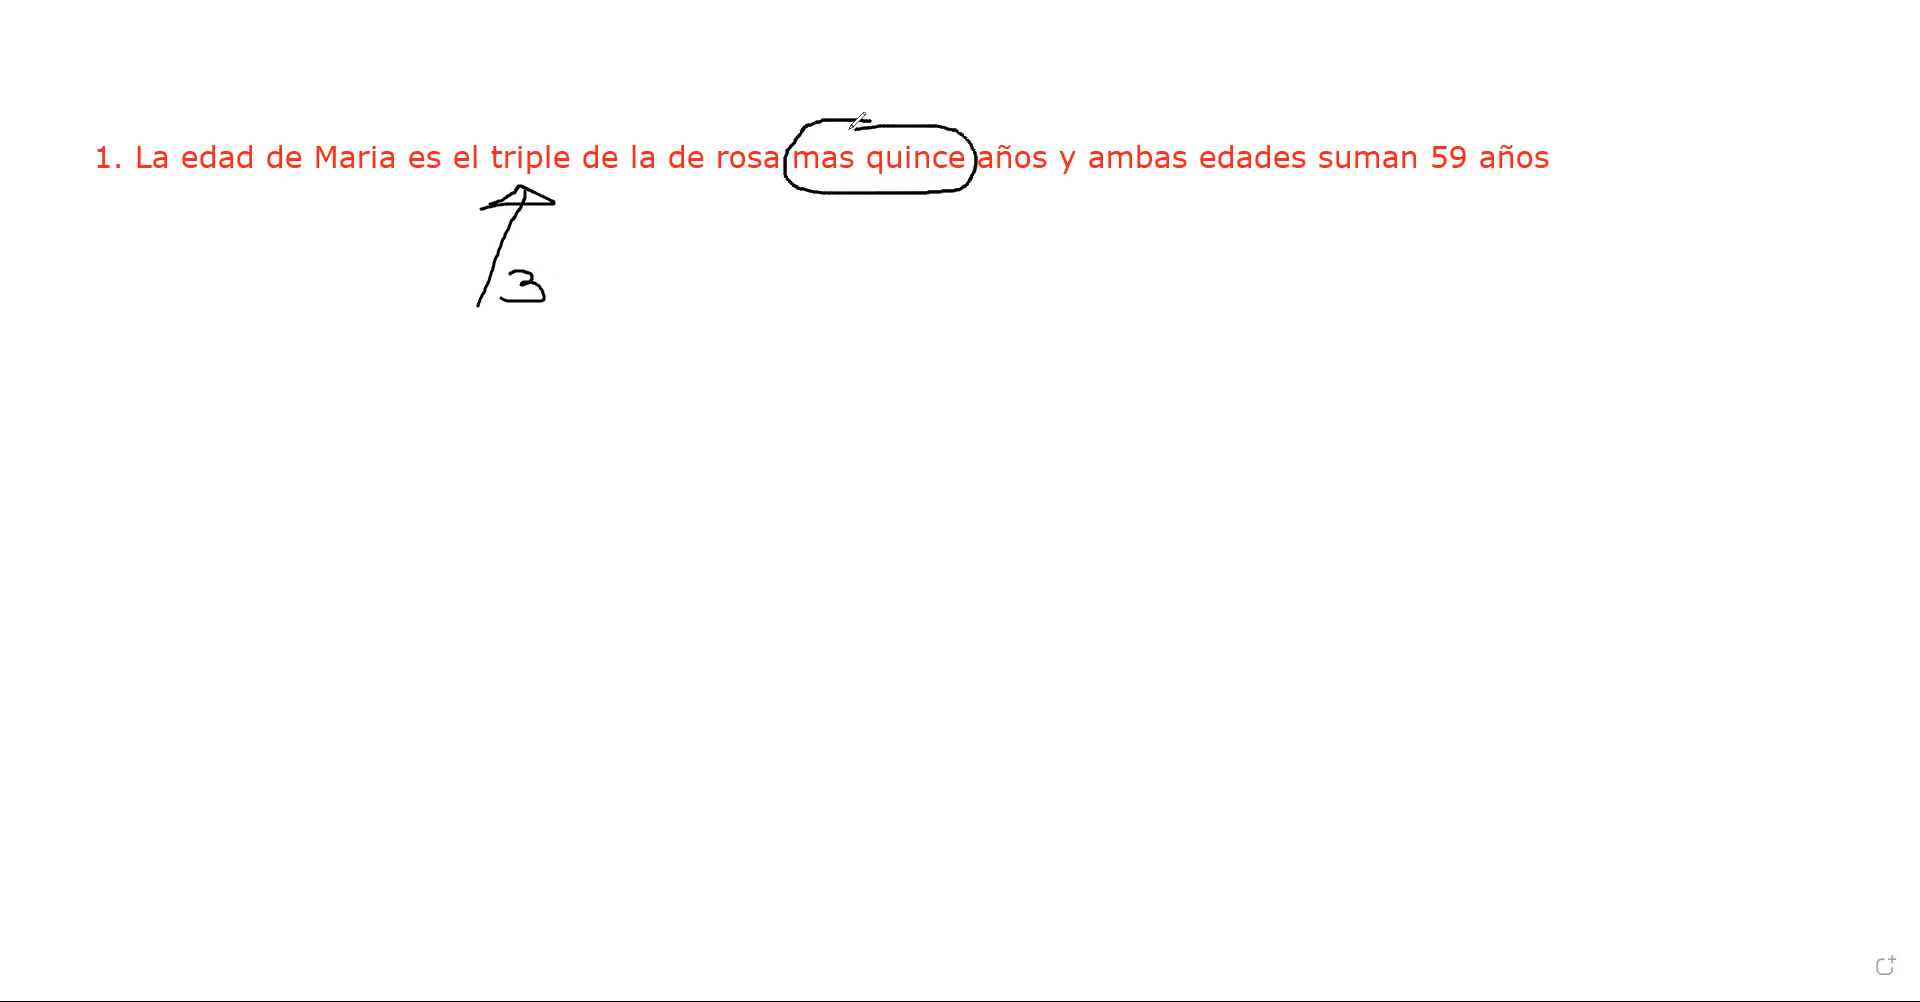 1. La edad de Maria es el triple de la de rosa mas quince años y ambas edades suman 59 años
3